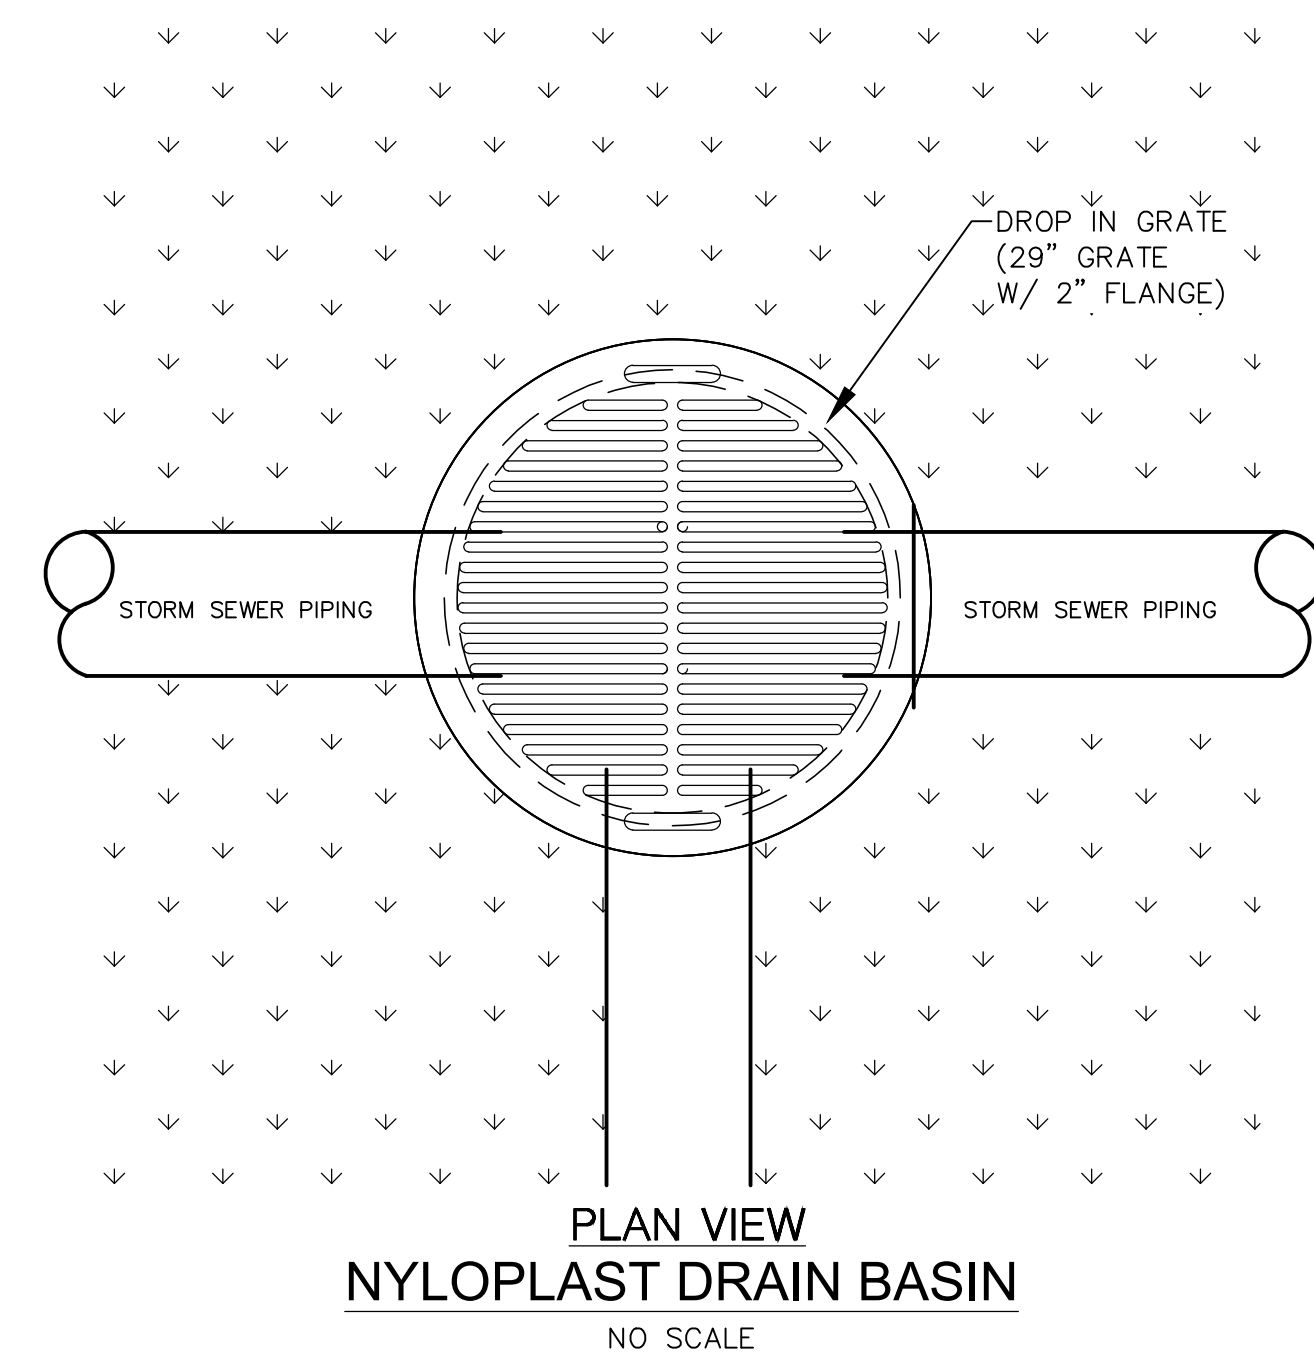 DROP IN GRATE
(29” GRATE
W/ 2” FLANGE)
STORM SEWER PIPING
STORM SEWER PIPING
PLAN VIEW
NYLOPLAST DRAIN BASIN
NO SCALE